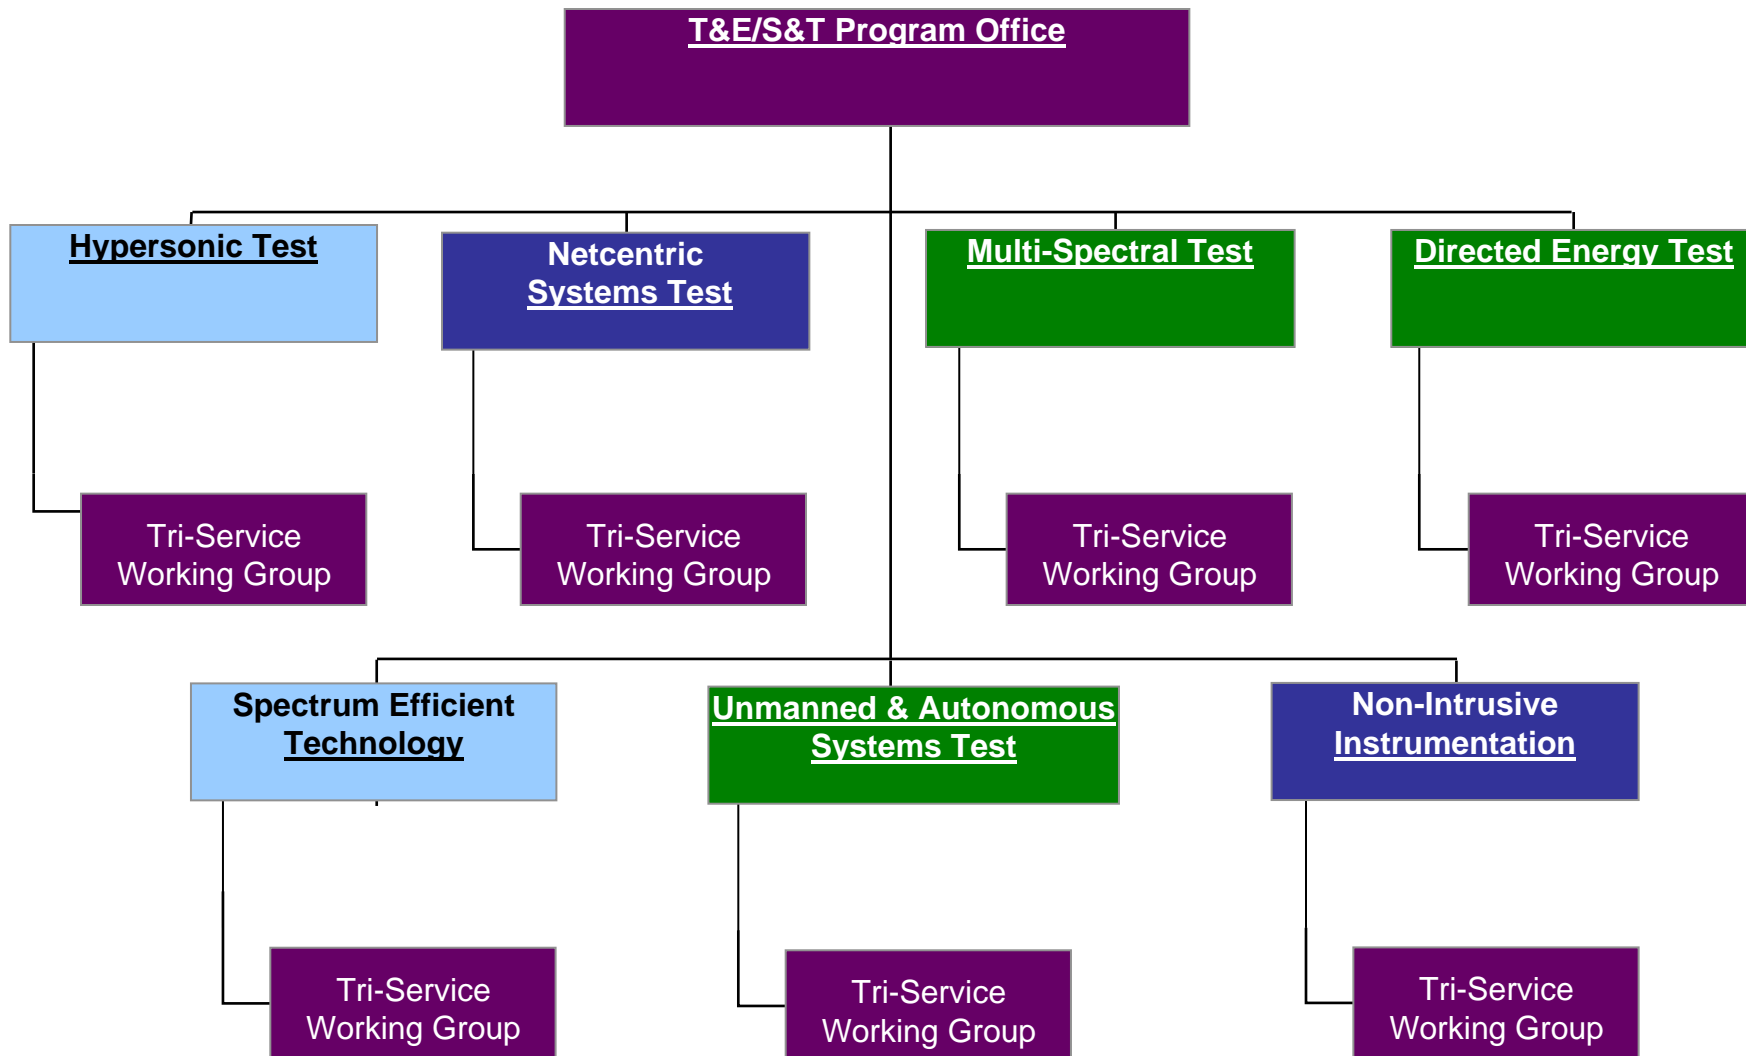 T&E/S&T Program Office
Hypersonic Test
Netcentric
Systems Test
Multi-Spectral Test
Directed Energy Test
Tri-Service
Working Group
Tri-Service
Working Group
Tri-Service
Working Group
Tri-Service
Working Group
Spectrum Efficient
Technology
Unmanned & Autonomous
Systems Test
Non-Intrusive
Instrumentation
Tri-Service
Working Group
Tri-Service
Working Group
Tri-Service
Working Group